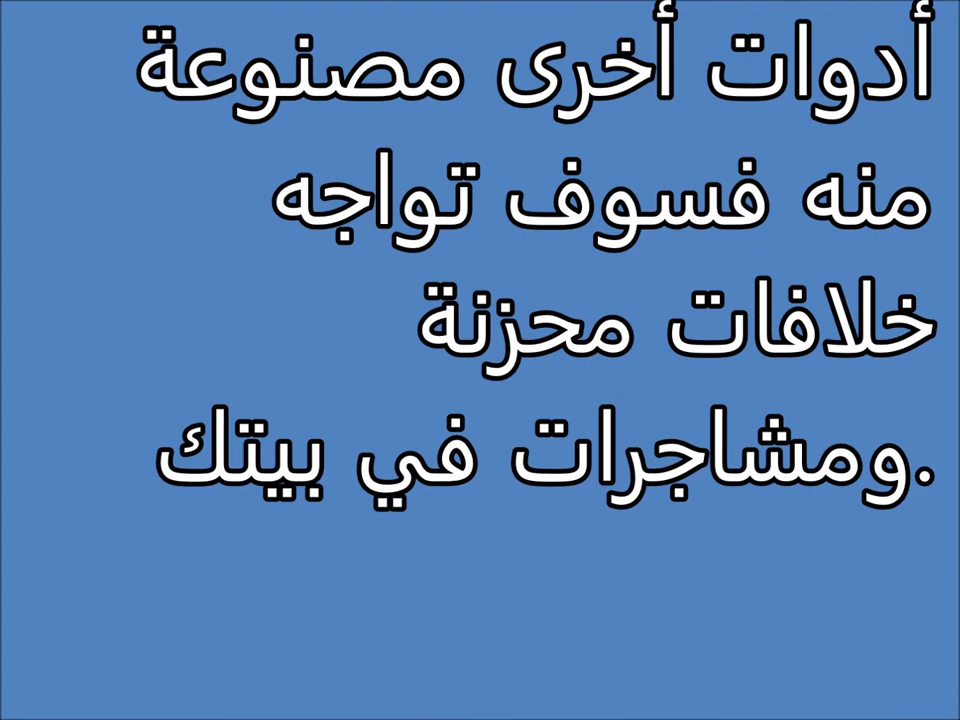 أدوات أخرى مصنوعة
منه فسوف تواجه
خلافات محزنة
ومشاجرات في بيتك.